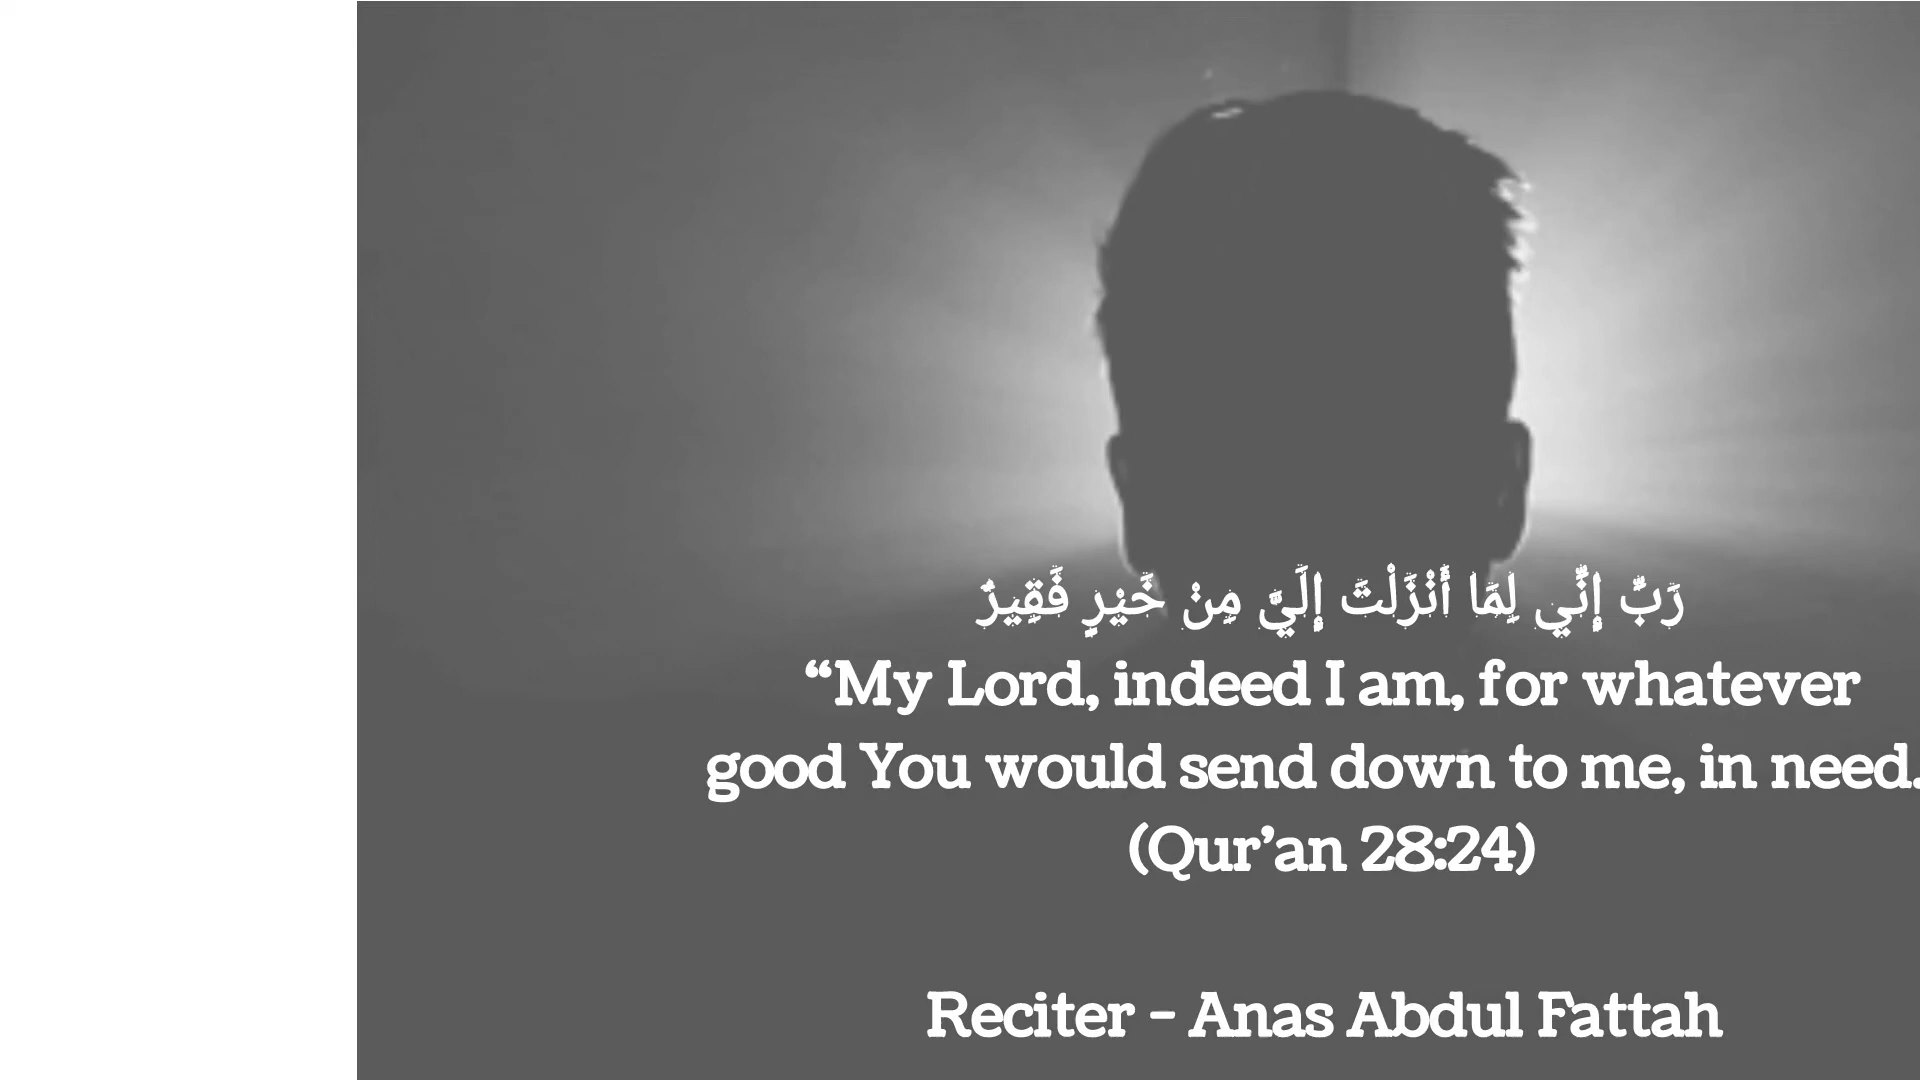 رَبِّ إِنِّي لِمَا أَنْزَلْتَ إِلَيَّ مِنْ خَيْرٍ فَقِيرٌ
“My Lord, indeed I am, for whatever
good You would send down to me, in need.
(Qur’an 28:24)
Reciter - Anas Abdul Fattah